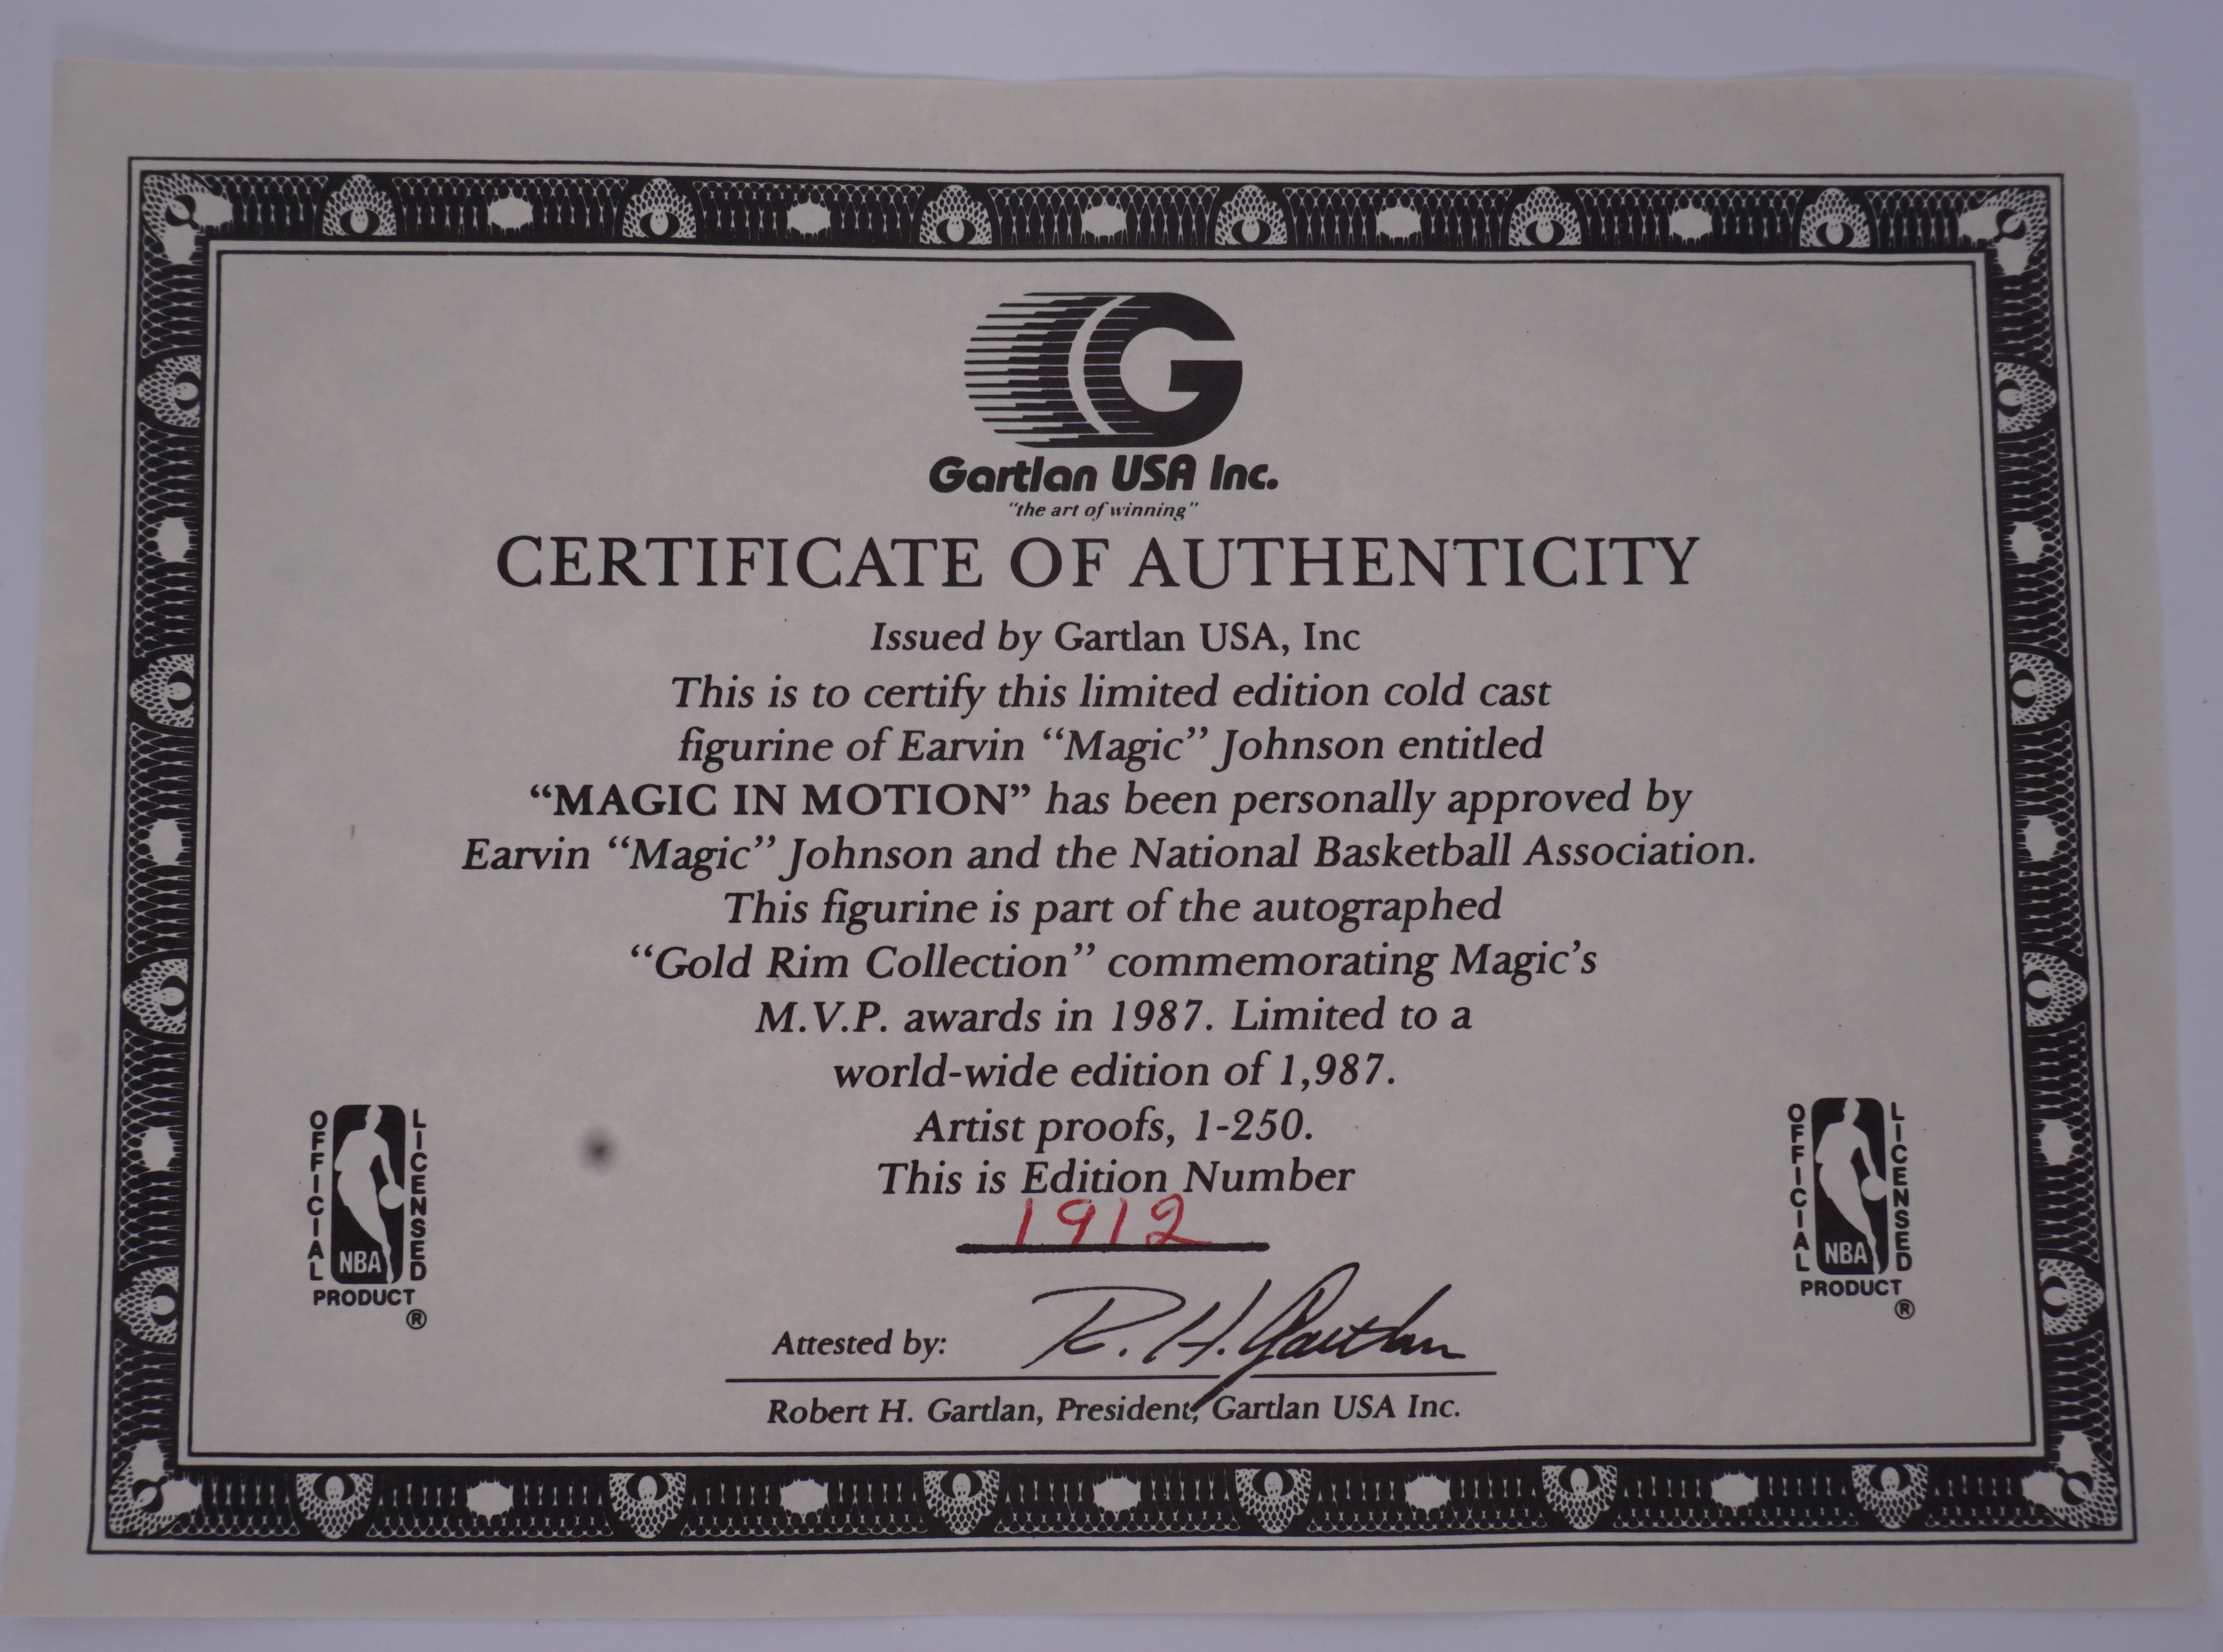 G
Gartlan USA Inc.
"the art of winning"
CERTIFICATE OF AUTHENTICITY
Issued by Gartlan USA, Inc
This is to certify this limited edition cold cast
figurine of Earvin “Magic” Johnson entitled
“MAGIC IN MOTION” has been personally approved by
Earvin “Magic” Johnson and the National Basketball Association.
This figurine is part of the autographed
“Gold Rim Collection” commemorating Magic's
M.V.P. awards in 1987. Limited to a
world-wide edition of 1,987.
Artist proofs, 1-250.
This is Edition Number
1912
OFFICIAL NBA LICENSED
PRODUCT
®
OFFICIAL NBA LICENSED
PRODUCT
®
Attested by: R. H. Gartlan
Robert H. Gartlan, President, Gartlan USA Inc.